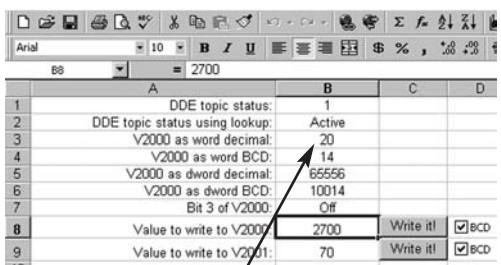 Arial 10 B I U $ % ,
B8 = 2700
A B C D
1 DDE topic status: 1
2 DDE topic status using lookup: Active
3 V2000 as word decimal: 20
4 V2000 as word BCD: 14
5 V2000 as dword decimal: 65556
6 V2000 as dword BCD: 10014
7 Bit 3 of V2000: Off
8 Value to write to V2000: 2700 Write it! BCD
9 Value to write to V2001: 70 Write it! BCD